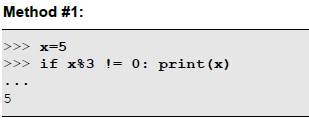 Method #1:
>>> x=5
>>> if x%3 != 0: print(x)
...
5